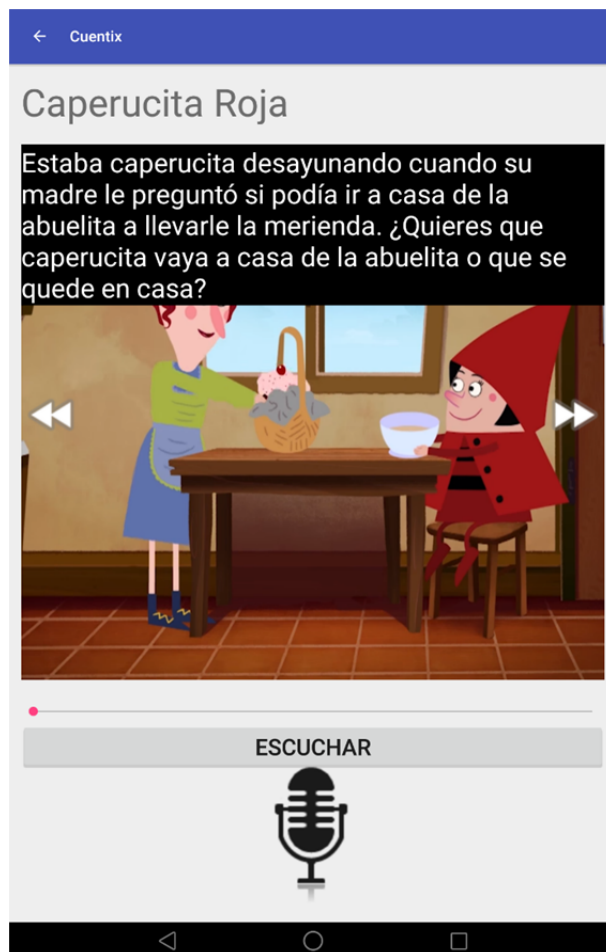 Cuentix
Caperucita Roja
Estaba caperucita desayunando cuando su
madre le preguntó si podía ir a casa de la
abuelita a llevarle la merienda. ¿Quieres que
caperucita vaya a casa de la abuelita o que se
quede en casa?
ESCUCHAR